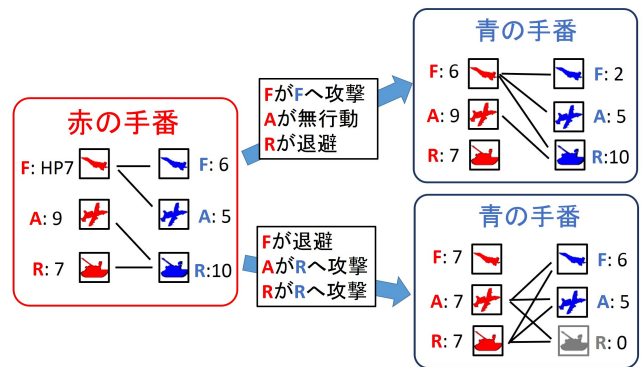 赤の手番
F: HP7
F: 6
A: 9
A: 5
R: 7
R:10
FがFへ攻撃
Aが無行動
Rが退避
Fが退避
AがRへ攻撃
RがRへ攻撃
青の手番
F: 6
F: 2
A: 9
A: 5
R: 7
R:10
青の手番
F: 7
F: 6
A: 7
A: 5
R: 7
R: 0